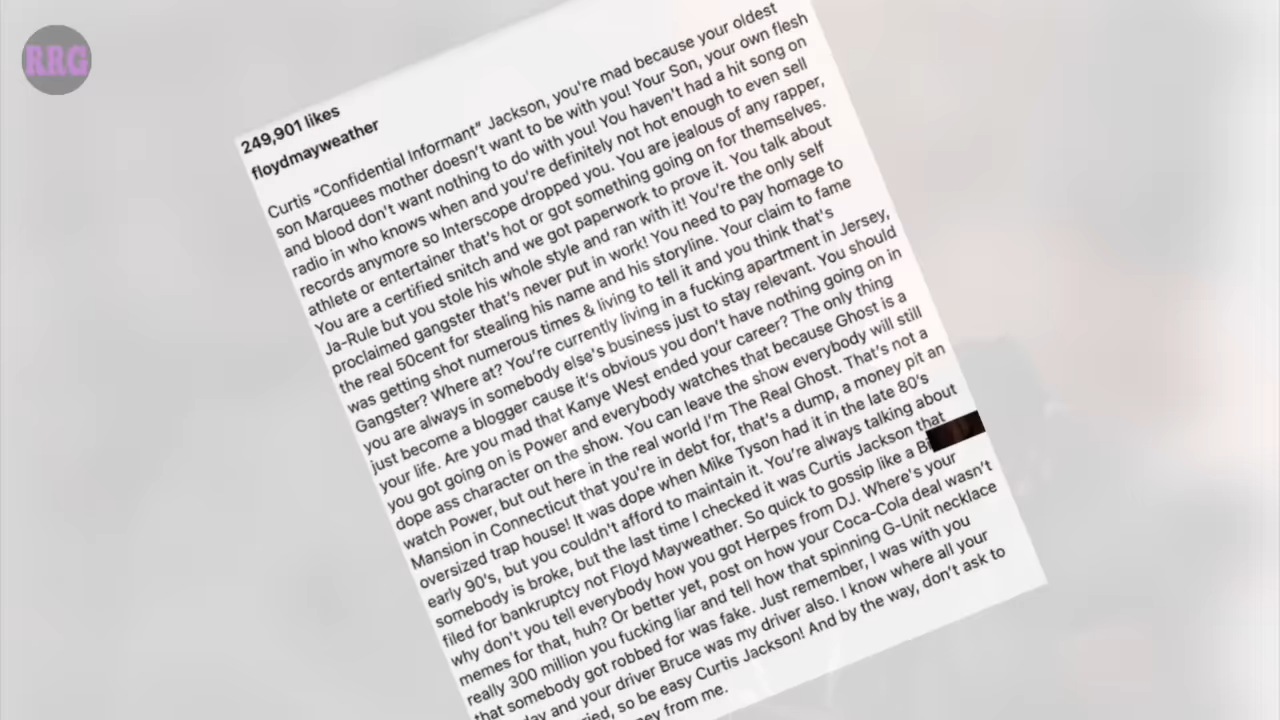 RRG
249,901 likes
floydmayweather
Curtis “Confidential Informant” Jackson, you're mad because your oldest
son Marquees mother doesn't want to be with you! Your Son, your own flesh
and blood don't want nothing to do with you! You haven't had a hit song on
radio in who knows when and you're definitely not hot enough to even sell
records anymore so Interscope dropped you. You are jealous of any rapper,
athlete or entertainer that's hot or got something going on for themselves.
You are a certified snitch and we got paperwork to prove it. You talk about
Ja-Rule but you stole his whole style and ran with it! You're the only self
proclaimed gangster that's never put in work! You need to pay homage to
the real 50cent for stealing his name and his storyline. Your claim to fame
was getting shot numerous times & living to tell it and you think that's
Gangster? Where at? You're currently living in a fucking apartment in Jersey,
you are always in somebody else's business just to stay relevant. You should
just become a blogger cause it's obvious you don't have nothing going on in
your life. Are you mad that Kanye West ended your career? The only thing
you got going on is Power and everybody watches that because Ghost is a
dope ass character on the show. You can leave the show everybody will still
watch Power, but out here in the real world I'm The Real Ghost. That's not a
Mansion in Connecticut that you're in debt for, that's a dump, a money pit an
oversized trap house! It was dope when Mike Tyson had it in the late 80's
early 90's, but you couldn't afford to maintain it. You're always talking about
somebody is broke, but the last time I checked it was Curtis Jackson that
filed for bankruptcy not Floyd Mayweather. So quick to gossip like a
why don't you tell everybody how you got Herpes from DJ. Where's your
memes for that, huh? Or better yet, post on how your Coca-Cola deal wasn't
really 300 million you fucking liar and tell how that spinning G-Unit necklace
that somebody got robbed for was fake. Just remember, I was with you
and your driver Bruce was my driver also. I know where all your
so be easy Curtis Jackson! And by the way, don't ask to
from me.